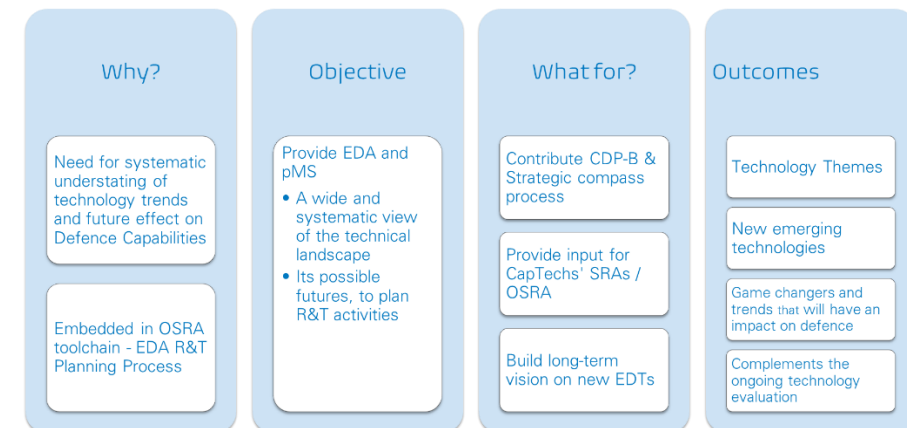 Why?
Need for systematic
understating of
technology trends
and future effect on
Defence Capabilities
Embedded in OSRA
toolchain - EDA R&T
Planning Process
Objective
Provide EDA and
pMS
• A wide and
systematic view
of the technical
landscape
• Its possible
futures, to plan
R&T activities
What for?
Contribute CDP-B &
Strategic compass
process
Provide input for
CapTechs' SRAs /
OSRA
Build long-term
vision on new EDTs
Outcomes
Technology Themes
New emerging
technologies
Game changers and
trends that will have an
impact on defence
Complements the
ongoing technology
evaluation